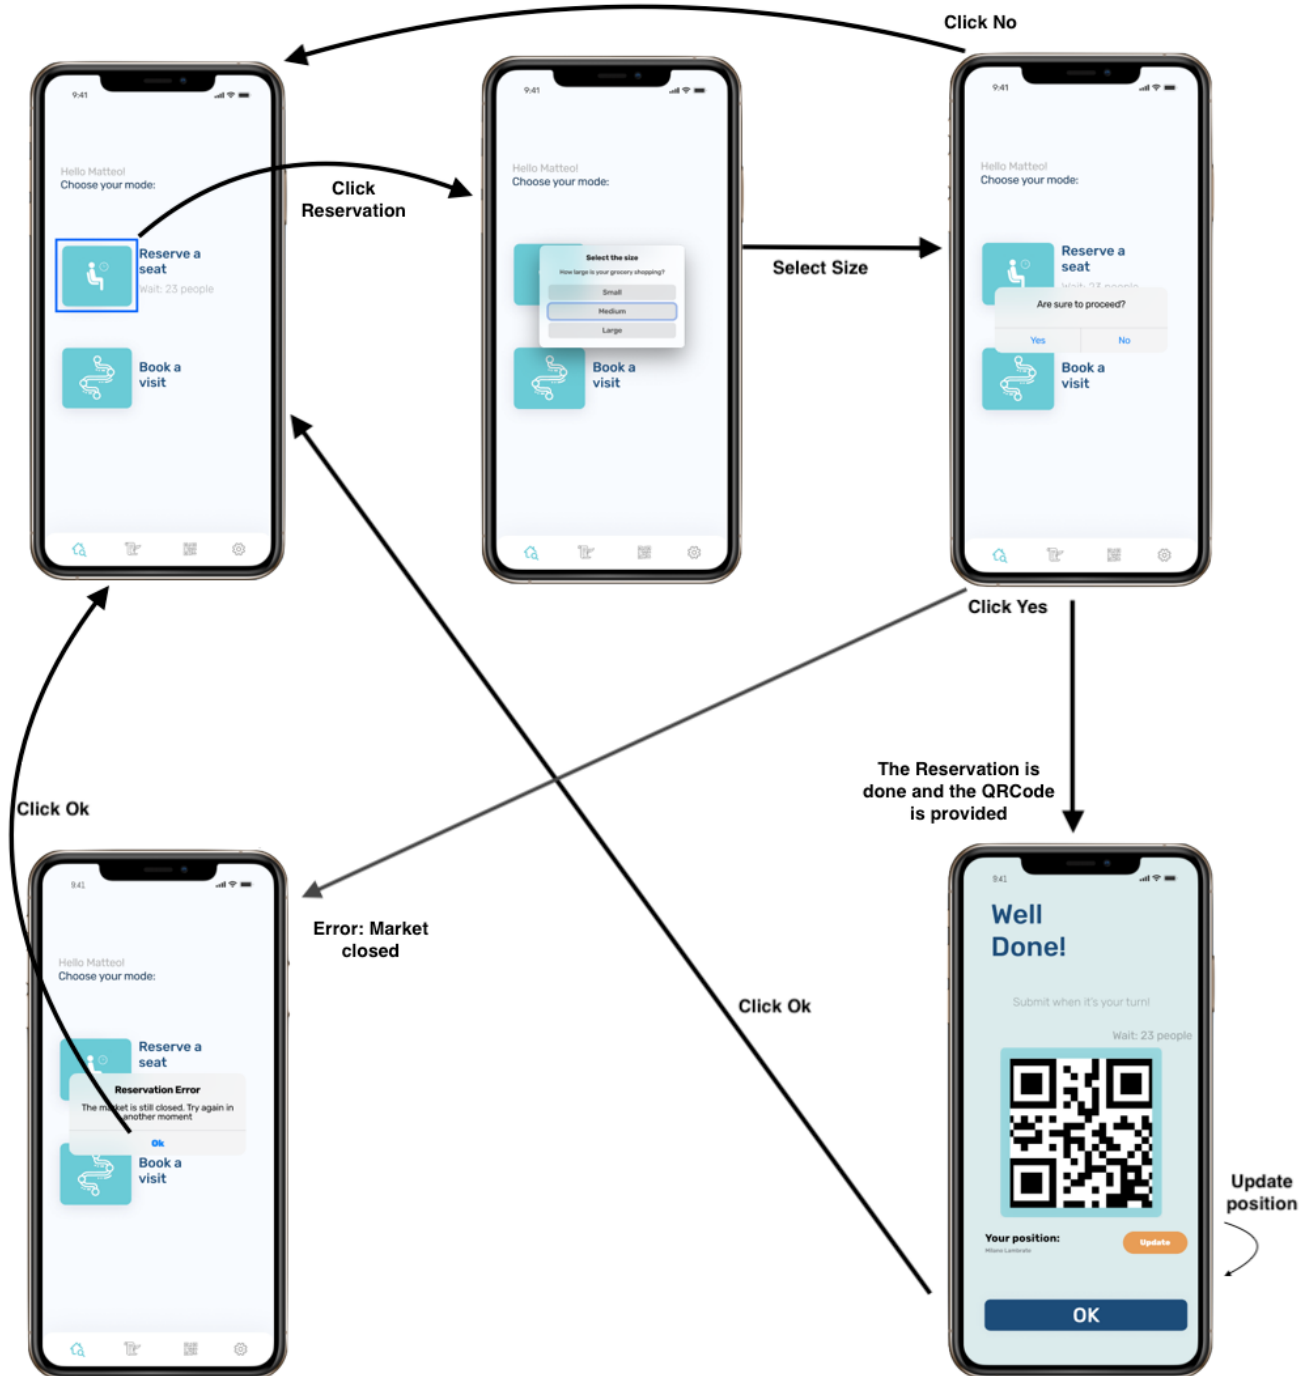 Click No
9:41
Hello Matteo!
Choose your mode:
Reserve a
seat
Wait: 23 people
Book a
visit
Click
Reservation
9:41
Hello Matteo!
Choose your mode:
Select the size
How large is your grocery shopping?
Small
Medium
Large
Book a
visit
Select Size
9:41
Hello Matteo!
Choose your mode:
Reserve a
seat
Wait: 23 people
Are sure to proceed?
Yes No
Book a
visit
Click Yes
The Reservation is
done and the QRCode
is provided
Click Ok
Error: Market
closed
Click Ok
9:41
Hello Matteo!
Choose your mode:
Reserve a
seat
Reservation Error
The market is still closed. Try again in
another moment
Ok
Book a
visit
9:41
Well
Done!
Submit when it's your turn!
Wait: 23 people
Your position:
Milano Lambrate
Update
OK
Update
position